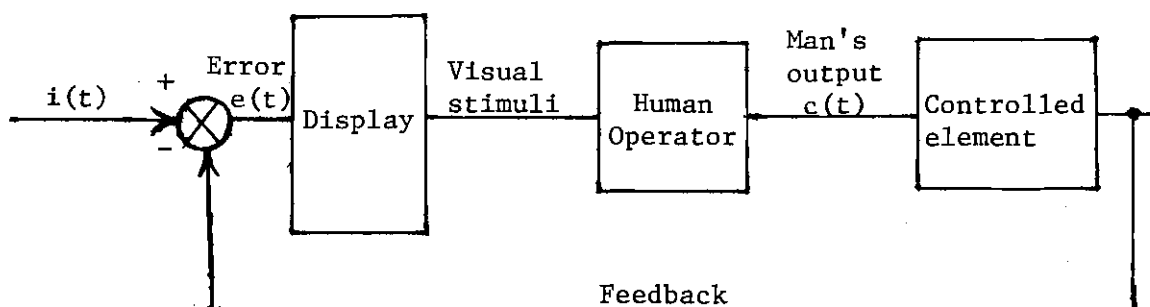 i(t)
+
-
Error
e(t)
Display
Visual
stimuli
Human
Operator
Man's
output
c(t)
Controlled
element
Feedback